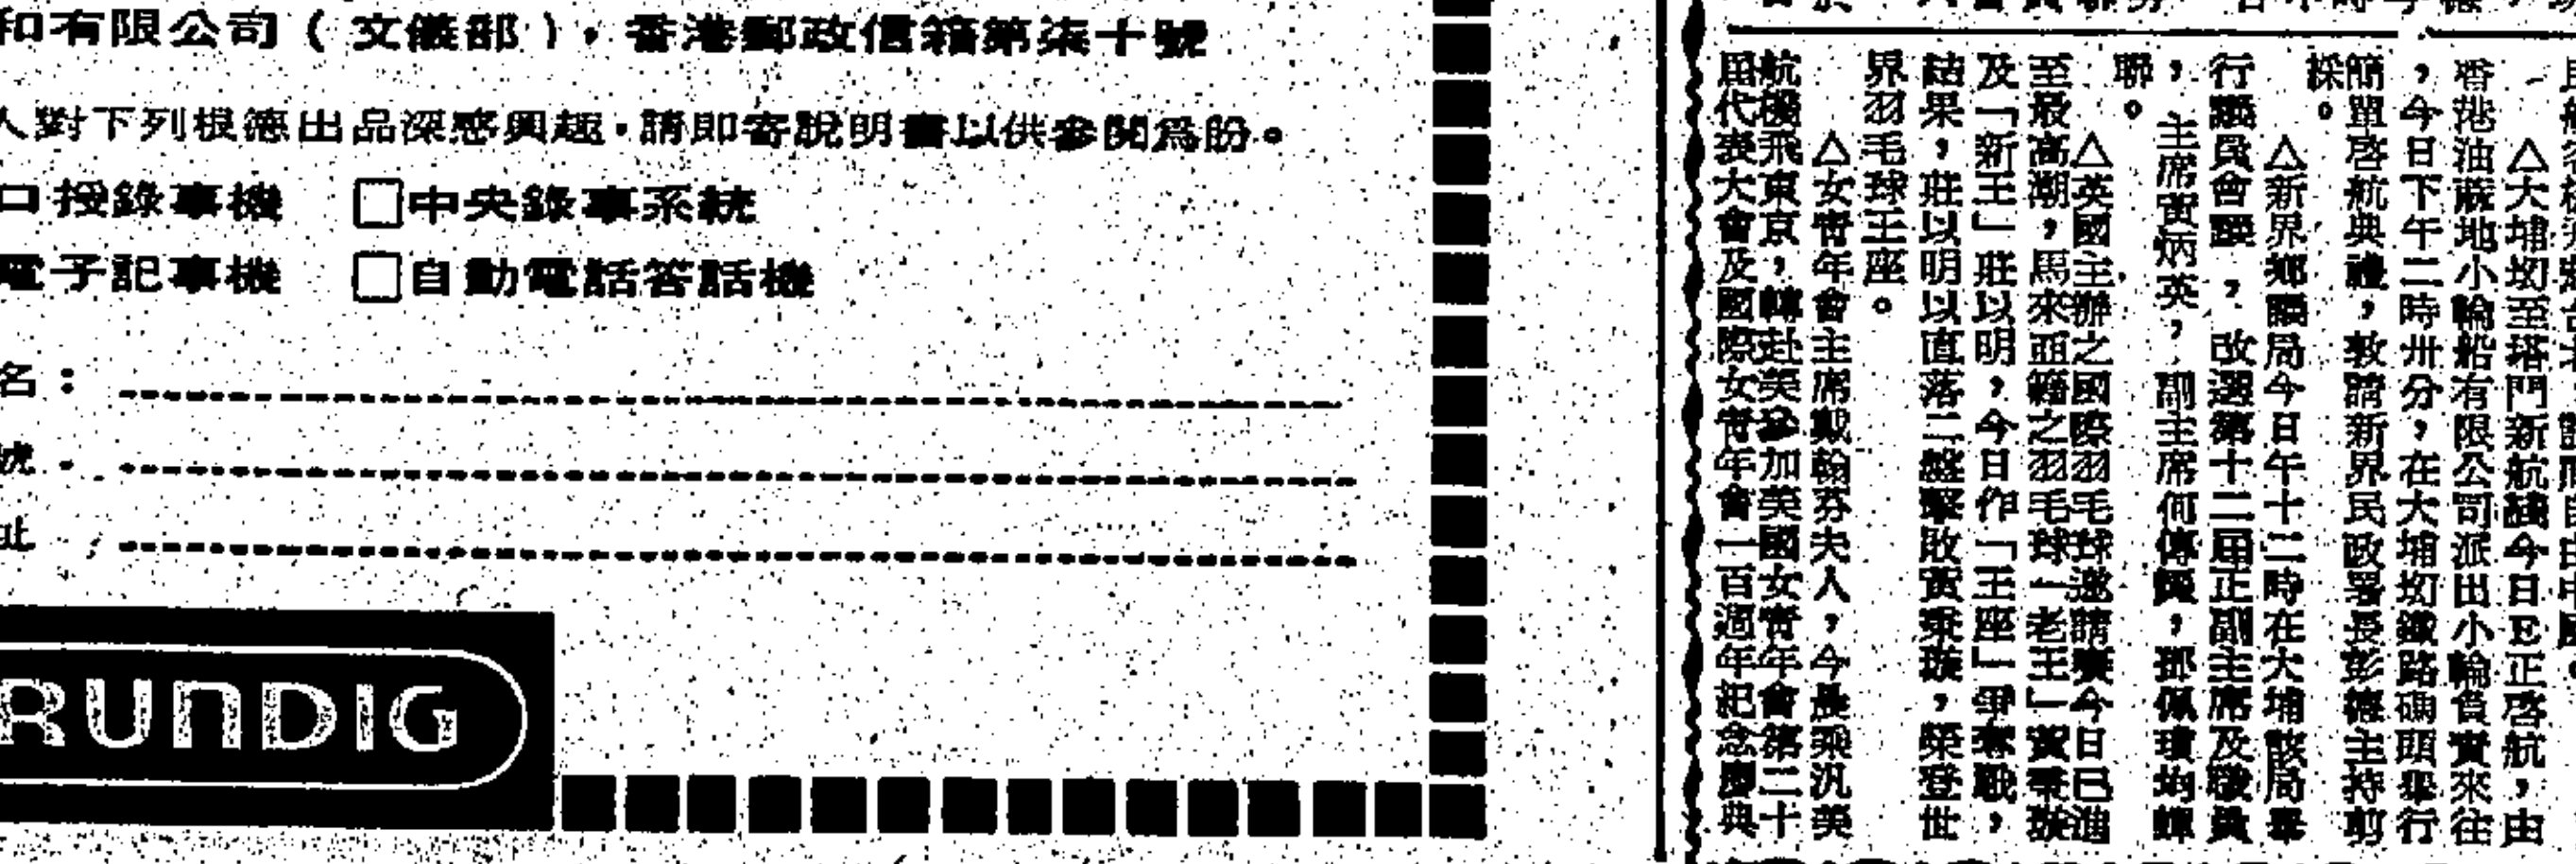 和有限公司(文儀部),香港郵政信箱第柒十號
人對下列根德出品深感興趣,請即寄說明書以供參閱爲盼。
口授錄事機 □中央錄事系統
電子記事機 □自動電話答話機
名:
號
址
RUNDIG
△大埔墈至塔門新航綫今日正啓航,由
香港油蔴地小輪船有限公司派出小輪負責來往
,今日下午二時卅分,在大埔墈鐵路碼頭舉行
簡單啓航典禮,敦請新界民政署長彭德主持剪
綵。
△新界鄉議局今日午十二時在大埔該局舉
行議員會議,改選第十二屆正副主席及職員
,主席黃炳英,副主席何傳耀,鄧佩瓊均蟬
聯。
△英國主辦之國際羽毛球邀請賽今日已進
至最高潮,馬來亞籍之羽毛球「老王」黃秉璇
及「新王」莊以明,今日作「王座」爭奪戰,
結果,莊以明以直落二盤擊敗黃秉璇,榮登世
界羽毛球王座。
△女青年會主席戴翰芬夫人,今晨乘汎美
航機飛東京,轉赴美參加美國女青年會第二十
屆代表大會及國際女青年會一百週年紀念慶典